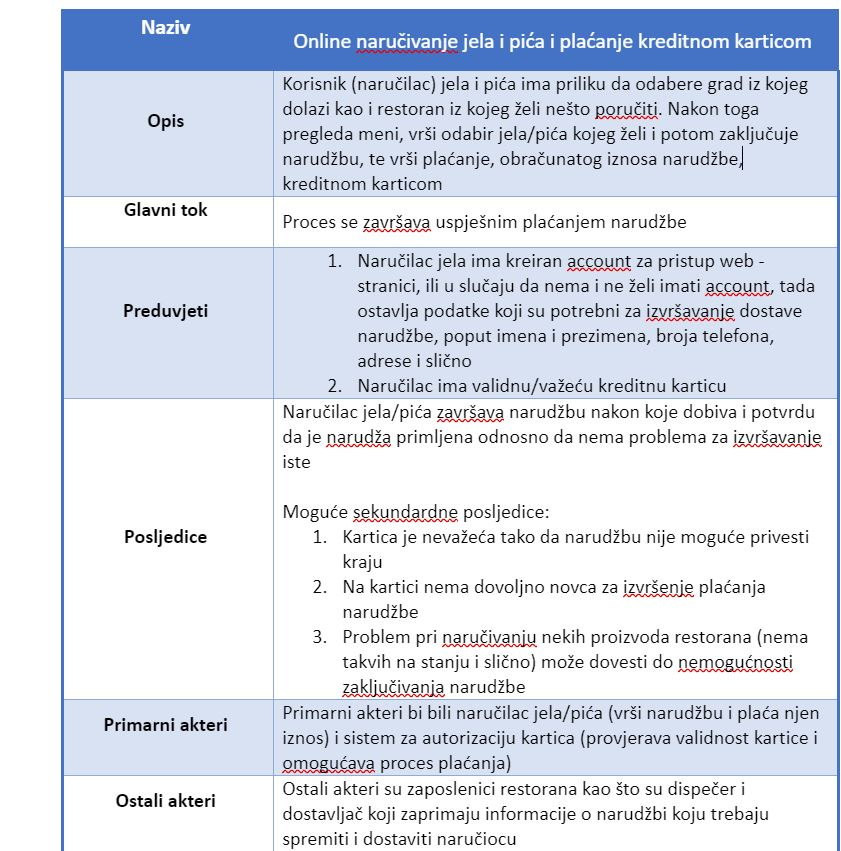 Naziv
Online naručivanje jela i pića i plaćanje kreditnom karticom
Opis
Korisnik (naručilac) jela i pića ima priliku da odabere grad iz kojeg
dolazi kao i restoran iz kojeg želi nešto poručiti. Nakon toga
pregleda meni, vrši odabir jela/pića kojeg želi i potom zaključuje
narudžbu, te vrši plaćanje, obračunatog iznosa narudžbe,
kreditnom karticom
Glavni tok
Proces se završava uspješnim plaćanjem narudžbe
Preduvjeti
1. Naručilac jela ima kreiran account za pristup web -
stranici, ili u slučaju da nema i ne želi imati account, tada
ostavlja podatke koji su potrebni za izvršavanje dostave
narudžbe, poput imena i prezimena, broja telefona,
adrese i slično
2. Naručilac ima validnu/važeću kreditnu karticu
Posljedice
Naručilac jela/pića završava narudžbu nakon koje dobiva i potvrdu
da je narudža primljena odnosno da nema problema za izvršavanje
iste
Moguće sekundardne posljedice:
1. Kartica je nevažeća tako da narudžbu nije moguće privesti
kraju
2. Na kartici nema dovoljno novca za izvršenje plaćanja
narudžbe
3. Problem pri naručivanju nekih proizvoda restorana (nema
takvih na stanju i slično) može dovesti do nemogućnosti
zaključivanja narudžbe
Primarni akteri
Primarni akteri bi bili naručilac jela/pića (vrši narudžbu i plaća njen
iznos) i sistem za autorizaciju kartica (provjerava validnost kartice i
omogućava proces plaćanja)
Ostali akteri
Ostali akteri su zaposlenici restorana kao što su dispečer i
dostavljač koji zaprimaju informacije o narudžbi koju trebaju
spremiti i dostaviti naručiocu